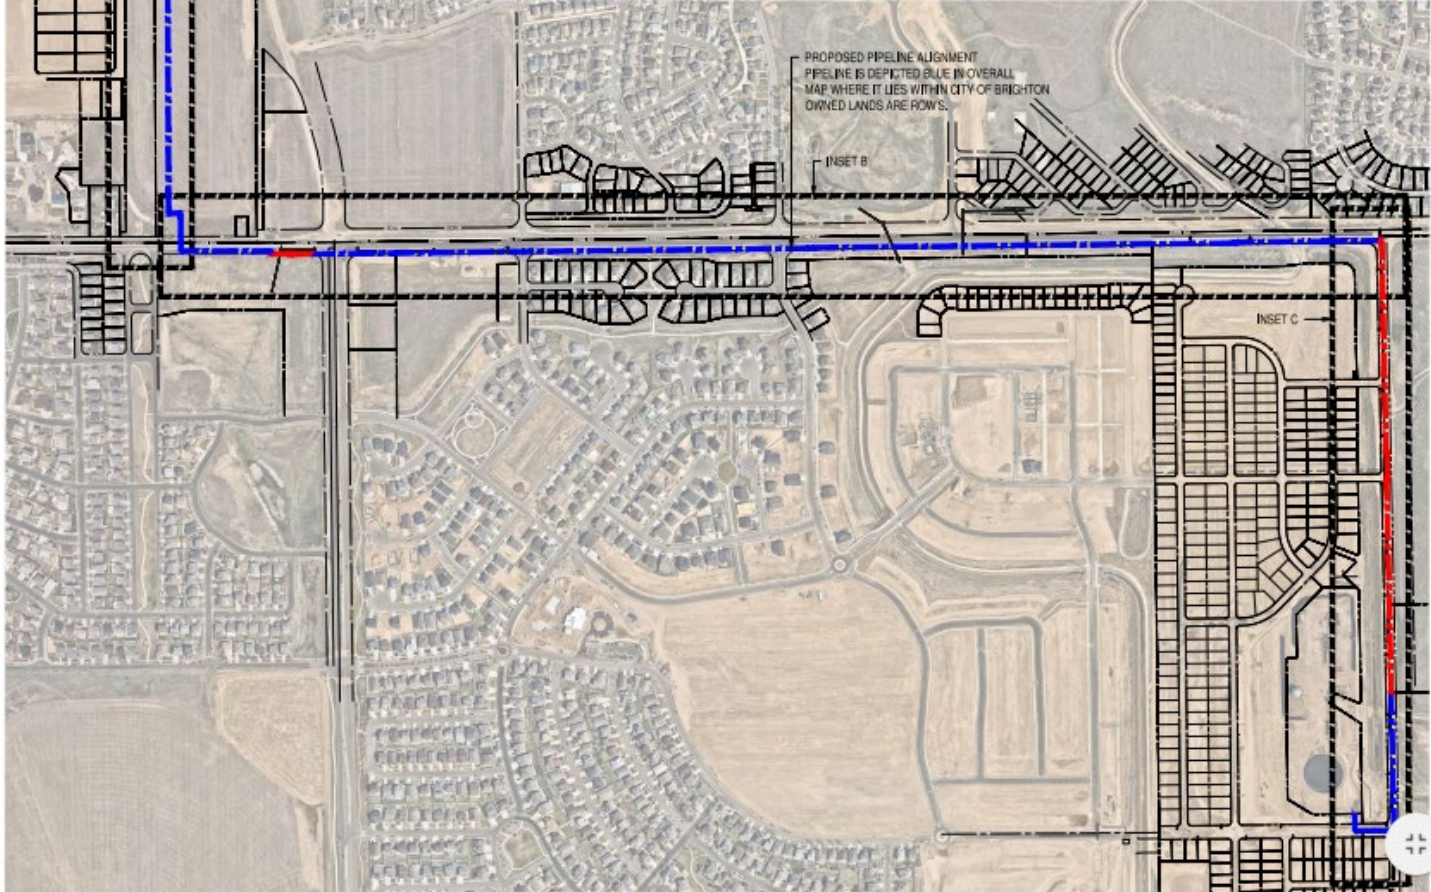 PROPOSED PIPELINE ALIGNMENT
PIPELINE IS DEPICTED BLUE IN OVERALL
MAP WHERE IT LIES WITHIN CITY OF BRIGHTON
OWNED LANDS ARE ROW'S.
INSET B
INSET C